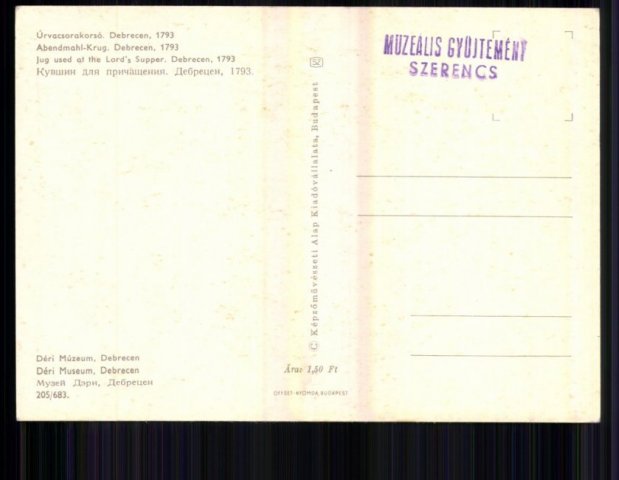 Úrvacsorakorsó. Debrecen, 1793
Abendmahl-Krug. Debrecen, 1793
Jug used at the Lord's Supper. Debrecen, 1793
Кувшин для причащения. Дебрецен, 1793.
MUZEÁLIS GYŰJTEMÉNY
SZERENCS
© Képzőművészeti Alap Kiadóvállalata, Budapest
Déri Múzeum, Debrecen
Déri Museum, Debrecen
Музей Дэри, Дебрецен
205/683.
Ára: 1,50 Ft
OFFSET-NYOMDA, BUDAPEST